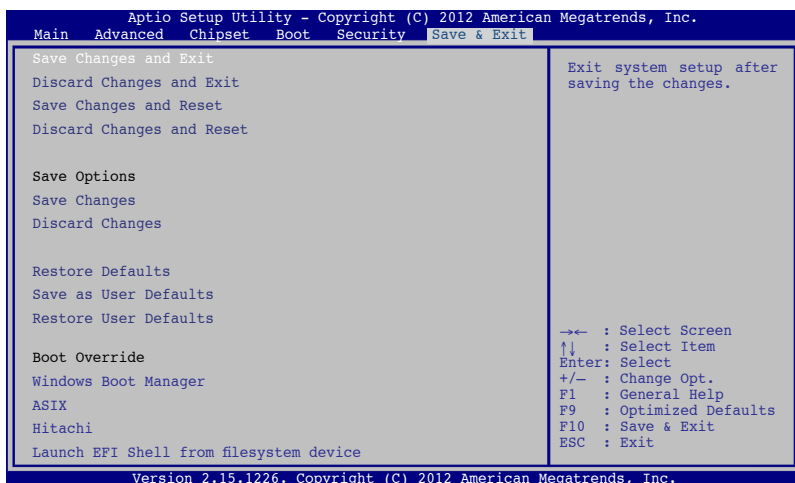 Aptio Setup Utility – Copyright (C) 2012 American Megatrends, Inc.
Main Advanced Chipset Boot Security Save & Exit
Save Changes and Exit
Discard Changes and Exit
Save Changes and Reset
Discard Changes and Reset
Save Options
Save Changes
Discard Changes
Restore Defaults
Save as User Defaults
Restore User Defaults
Boot Override
Windows Boot Manager
ASIX
Hitachi
Launch EFI Shell from filesystem device
Exit system setup after
saving the changes.
→← : Select Screen
↑↓ : Select Item
Enter: Select
+/– : Change Opt.
F1 : General Help
F9 : Optimized Defaults
F10 : Save & Exit
ESC : Exit
Version 2.15.1226. Copyright (C) 2012 American Megatrends, Inc.